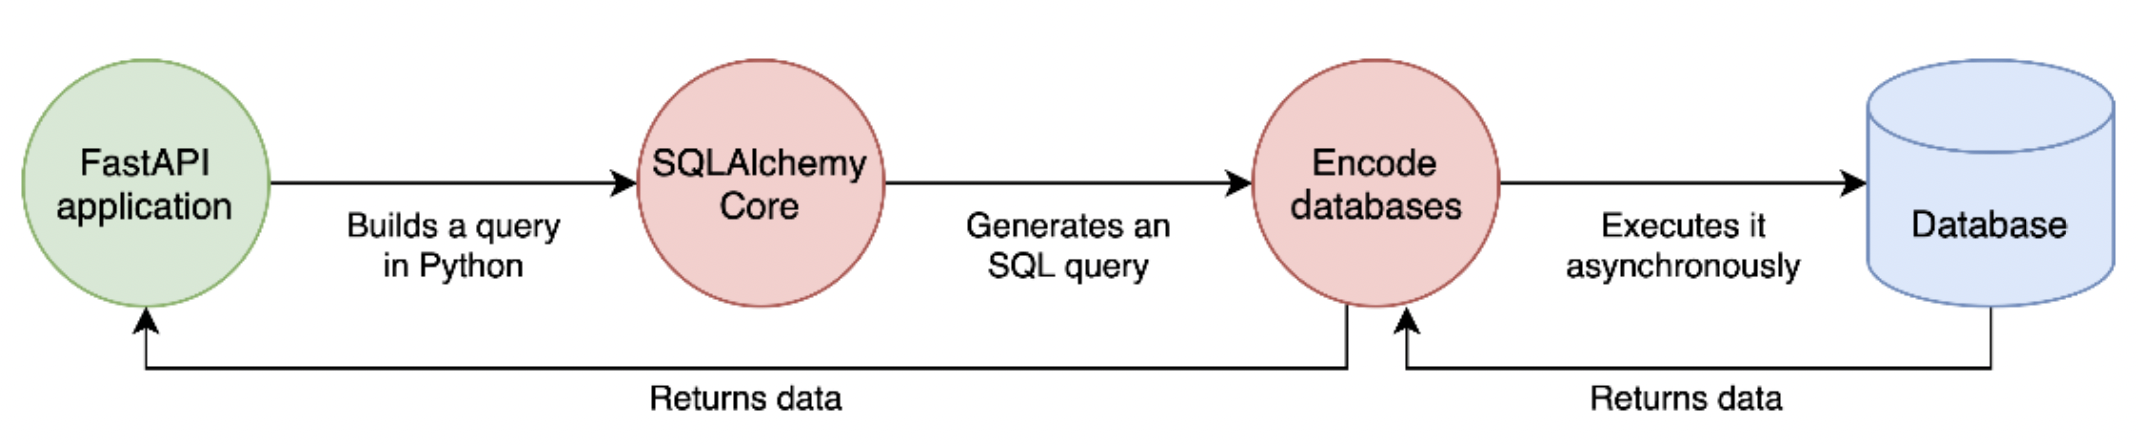 FastAPI
application
Builds a query
in Python
SQLAlchemy
Core
Generates an
SQL query
Encode
databases
Executes it
asynchronously
Database
Returns data
Returns data